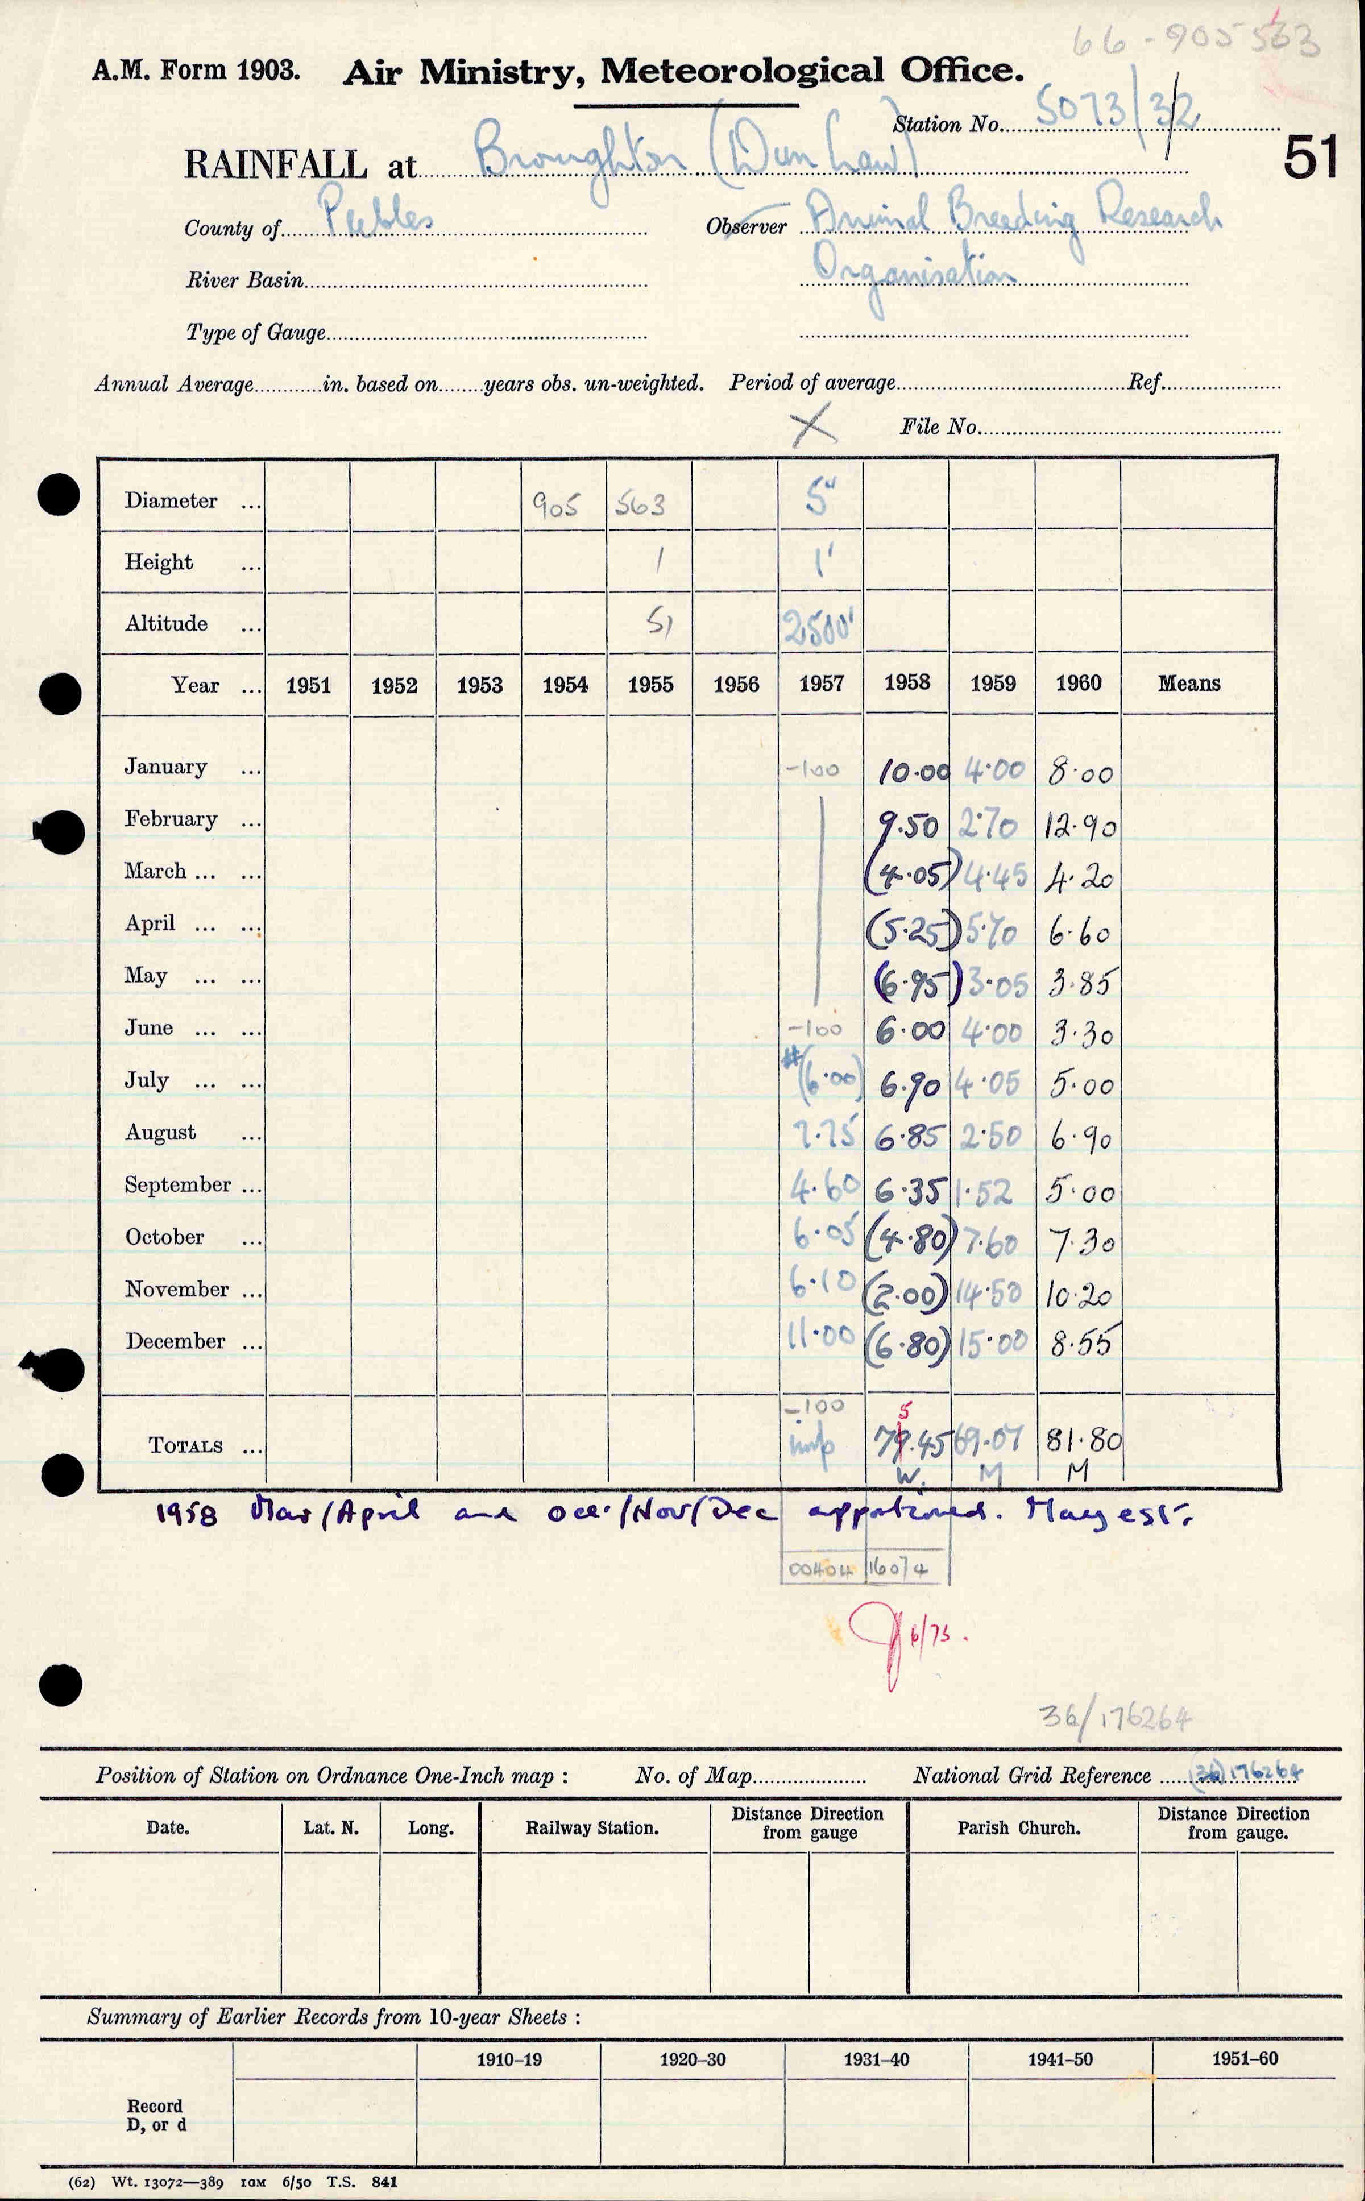 66-905563
A.M. Form 1903. Air Ministry, Meteorological Office.
Station No. 5073/32
51
RAINFALL at Broughton (Dun Law)
County of Peebles Observer Animal Breeding Research
River Basin Organisation
Type of Gauge
Annual Average in. based on years obs. un-weighted. Period of average Ref.
X File No.
Diameter ... 905 563 5"
Height ... 1 1'
Altitude ... 51 2500'
Year ... 1951 1952 1953 1954 1955 1956 1957 1958 1959 1960 Means
January ... -100 10.00 4.00 8.00
February ... 9.50 2.70 12.90
March ... ... (4.05) 4.45 4.20
April ... ... (5.25) 5.70 6.60
May ... ... (6.95) 3.05 3.85
June ... ... -100 6.00 4.00 3.30
July ... ... #(6.00) 6.90 4.05 5.00
August ... 7.75 6.85 2.50 6.90
September ... 4.60 6.35 1.52 5.00
October ... 6.05 (4.80) 7.60 7.30
November ... 6.10 (2.00) 14.50 10.20
December ... 11.00 (6.80) 15.00 8.55
-100 5
TOTALS ... imp 79.45 69.07 81.80
W. M M
1958 Mar/April and Oct/Nov/Dec apportioned. May est.
00404 16074
6/75.
36/176264
Position of Station on Ordnance One-Inch map : No. of Map National Grid Reference (36)176264
Date. Lat. N. Long. Railway Station. Distance Direction from gauge Parish Church. Distance Direction from gauge.
Summary of Earlier Records from 10-year Sheets :
1910–19 1920–30 1931–40 1941–50 1951–60
Record
D, or d
(62) Wt. 13072—389 10M 6/50 T.S. 841